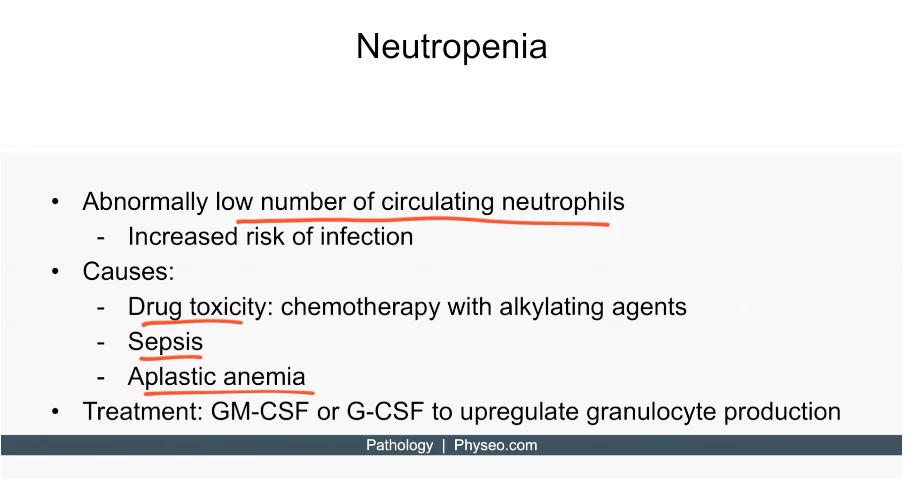 Neutropenia
• Abnormally low number of circulating neutrophils
- Increased risk of infection
• Causes:
- Drug toxicity: chemotherapy with alkylating agents
- Sepsis
- Aplastic anemia
• Treatment: GM-CSF or G-CSF to upregulate granulocyte production
Pathology | Physeo.com